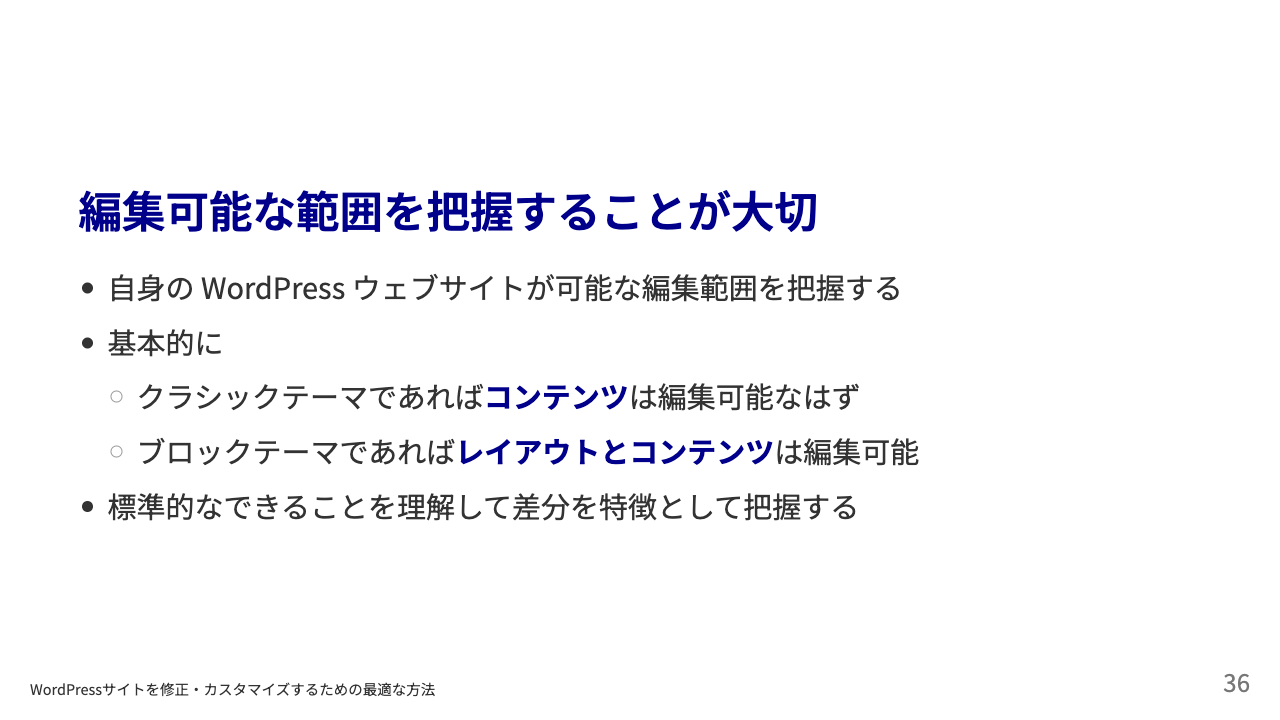 編集可能な範囲を把握することが大切
● 自身の WordPress ウェブサイトが可能な編集範囲を把握する
● 基本的に
○ クラシックテーマであればコンテンツは編集可能なはず
○ ブロックテーマであればレイアウトとコンテンツは編集可能
● 標準的なできることを理解して差分を特徴として把握する
WordPressサイトを修正・カスタマイズするための最適な方法
36